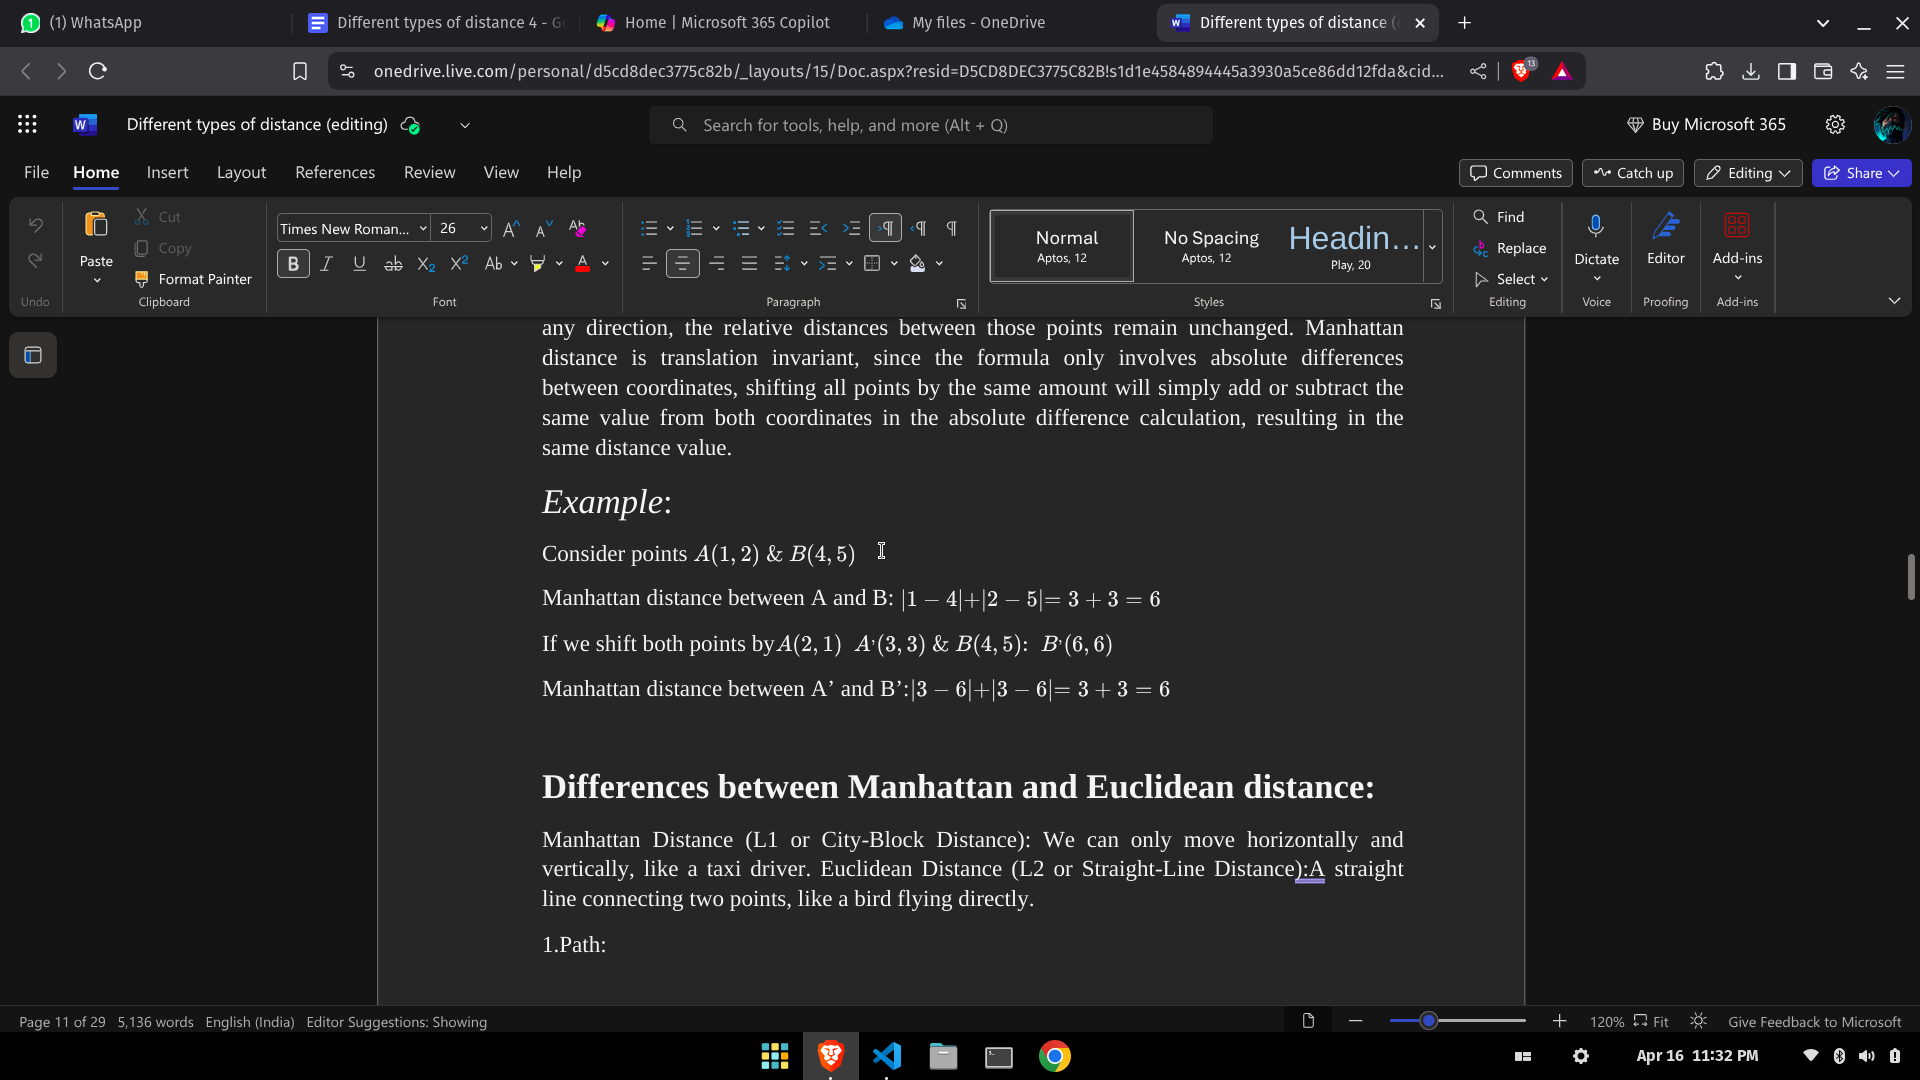 (1) WhatsApp
Different types of distance 4 - G
Home | Microsoft 365 Copilot
My files - OneDrive
Different types of distance (
onedrive.live.com/personal/d5cd8dec3775c82b/_layouts/15/Doc.aspx?resid=D5CD8DEC3775C82B!s1d1e4584894445a3930a5ce86dd12fda&cid...
13
W
Different types of distance (editing)
Search for tools, help, and more (Alt + Q)
Buy Microsoft 365
File Home Insert Layout References Review View Help
Comments Catch up Editing Share
Undo
Paste
Cut
Copy
Format Painter
Clipboard
Times New Roman... 26
Font
Paragraph
Normal
Aptos, 12
No Spacing
Aptos, 12
Headin...
Play, 20
Styles
Find
Replace
Select
Editing
Dictate
Voice
Editor
Proofing
Add-ins
Add-ins
any direction, the relative distances between those points remain unchanged. Manhattan
distance is translation invariant, since the formula only involves absolute differences
between coordinates, shifting all points by the same amount will simply add or subtract the
same value from both coordinates in the absolute difference calculation, resulting in the
same distance value.
Example:
Consider points A(1, 2) & B(4, 5)
Manhattan distance between A and B: |1 − 4|+|2 − 5|= 3 + 3 = 6
If we shift both points by A(2, 1) A’(3, 3) & B(4, 5): B’(6, 6)
Manhattan distance between A’ and B’:|3 − 6|+|3 − 6|= 3 + 3 = 6
Differences between Manhattan and Euclidean distance:
Manhattan Distance (L1 or City-Block Distance): We can only move horizontally and
vertically, like a taxi driver. Euclidean Distance (L2 or Straight-Line Distance):A straight
line connecting two points, like a bird flying directly.
1.Path:
Page 11 of 29 5,136 words English (India) Editor Suggestions: Showing
120% Fit Give Feedback to Microsoft
Apr 16 11:32 PM